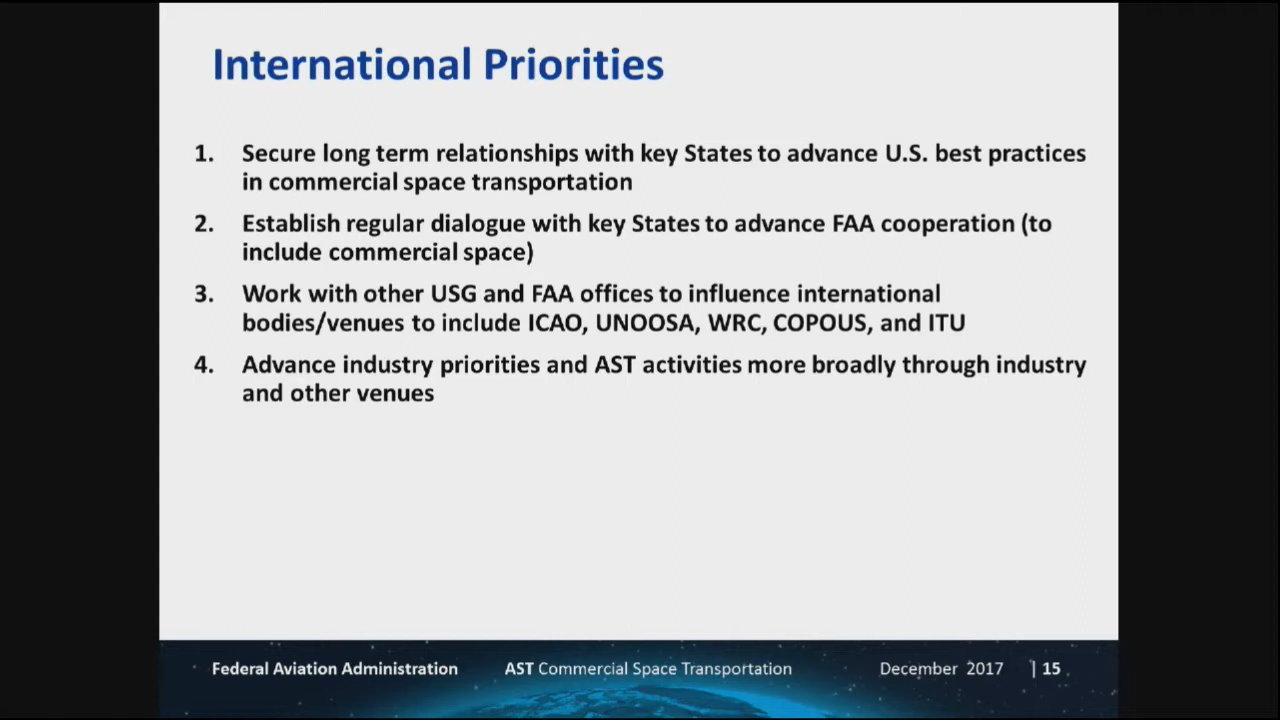 International Priorities
1. Secure long term relationships with key States to advance U.S. best practices
in commercial space transportation
2. Establish regular dialogue with key States to advance FAA cooperation (to
include commercial space)
3. Work with other USG and FAA offices to influence international
bodies/venues to include ICAO, UNOOSA, WRC, COPOUS, and ITU
4. Advance industry priorities and AST activities more broadly through industry
and other venues
Federal Aviation Administration AST Commercial Space Transportation December 2017 | 15